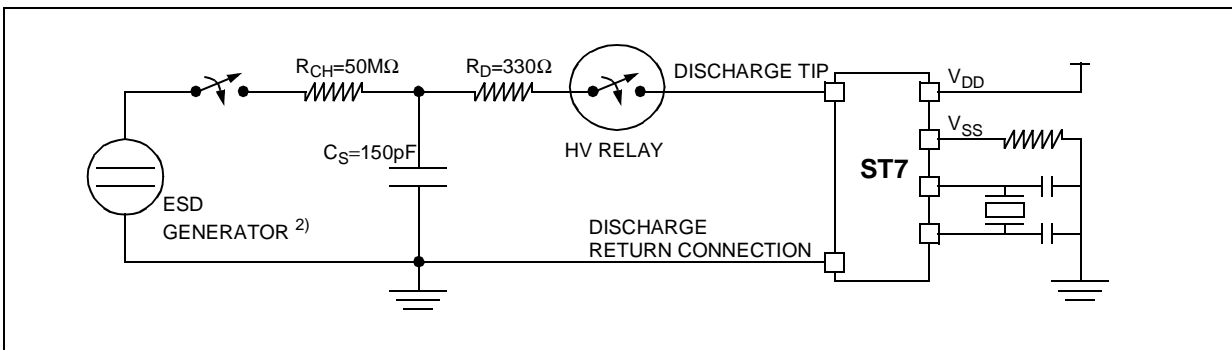 R_CH=50MΩ
R_D=330Ω
DISCHARGE TIP
HV RELAY
C_S=150pF
ESD
GENERATOR 2)
DISCHARGE
RETURN CONNECTION
ST7
V_DD
V_SS